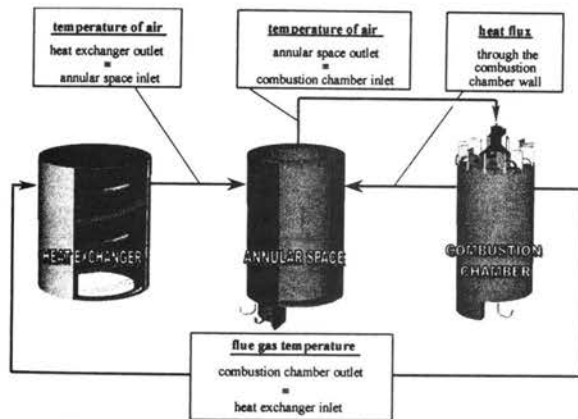 temperature of air
heat exchanger outlet
=
annular space inlet
temperature of air
annular space outlet
=
combustion chamber inlet
heat flux
through the
combustion
chamber wall
HEAT EXCHANGER
ANNULAR SPACE
COMBUSTION
CHAMBER
flue gas temperature
combustion chamber outlet
=
heat exchanger inlet